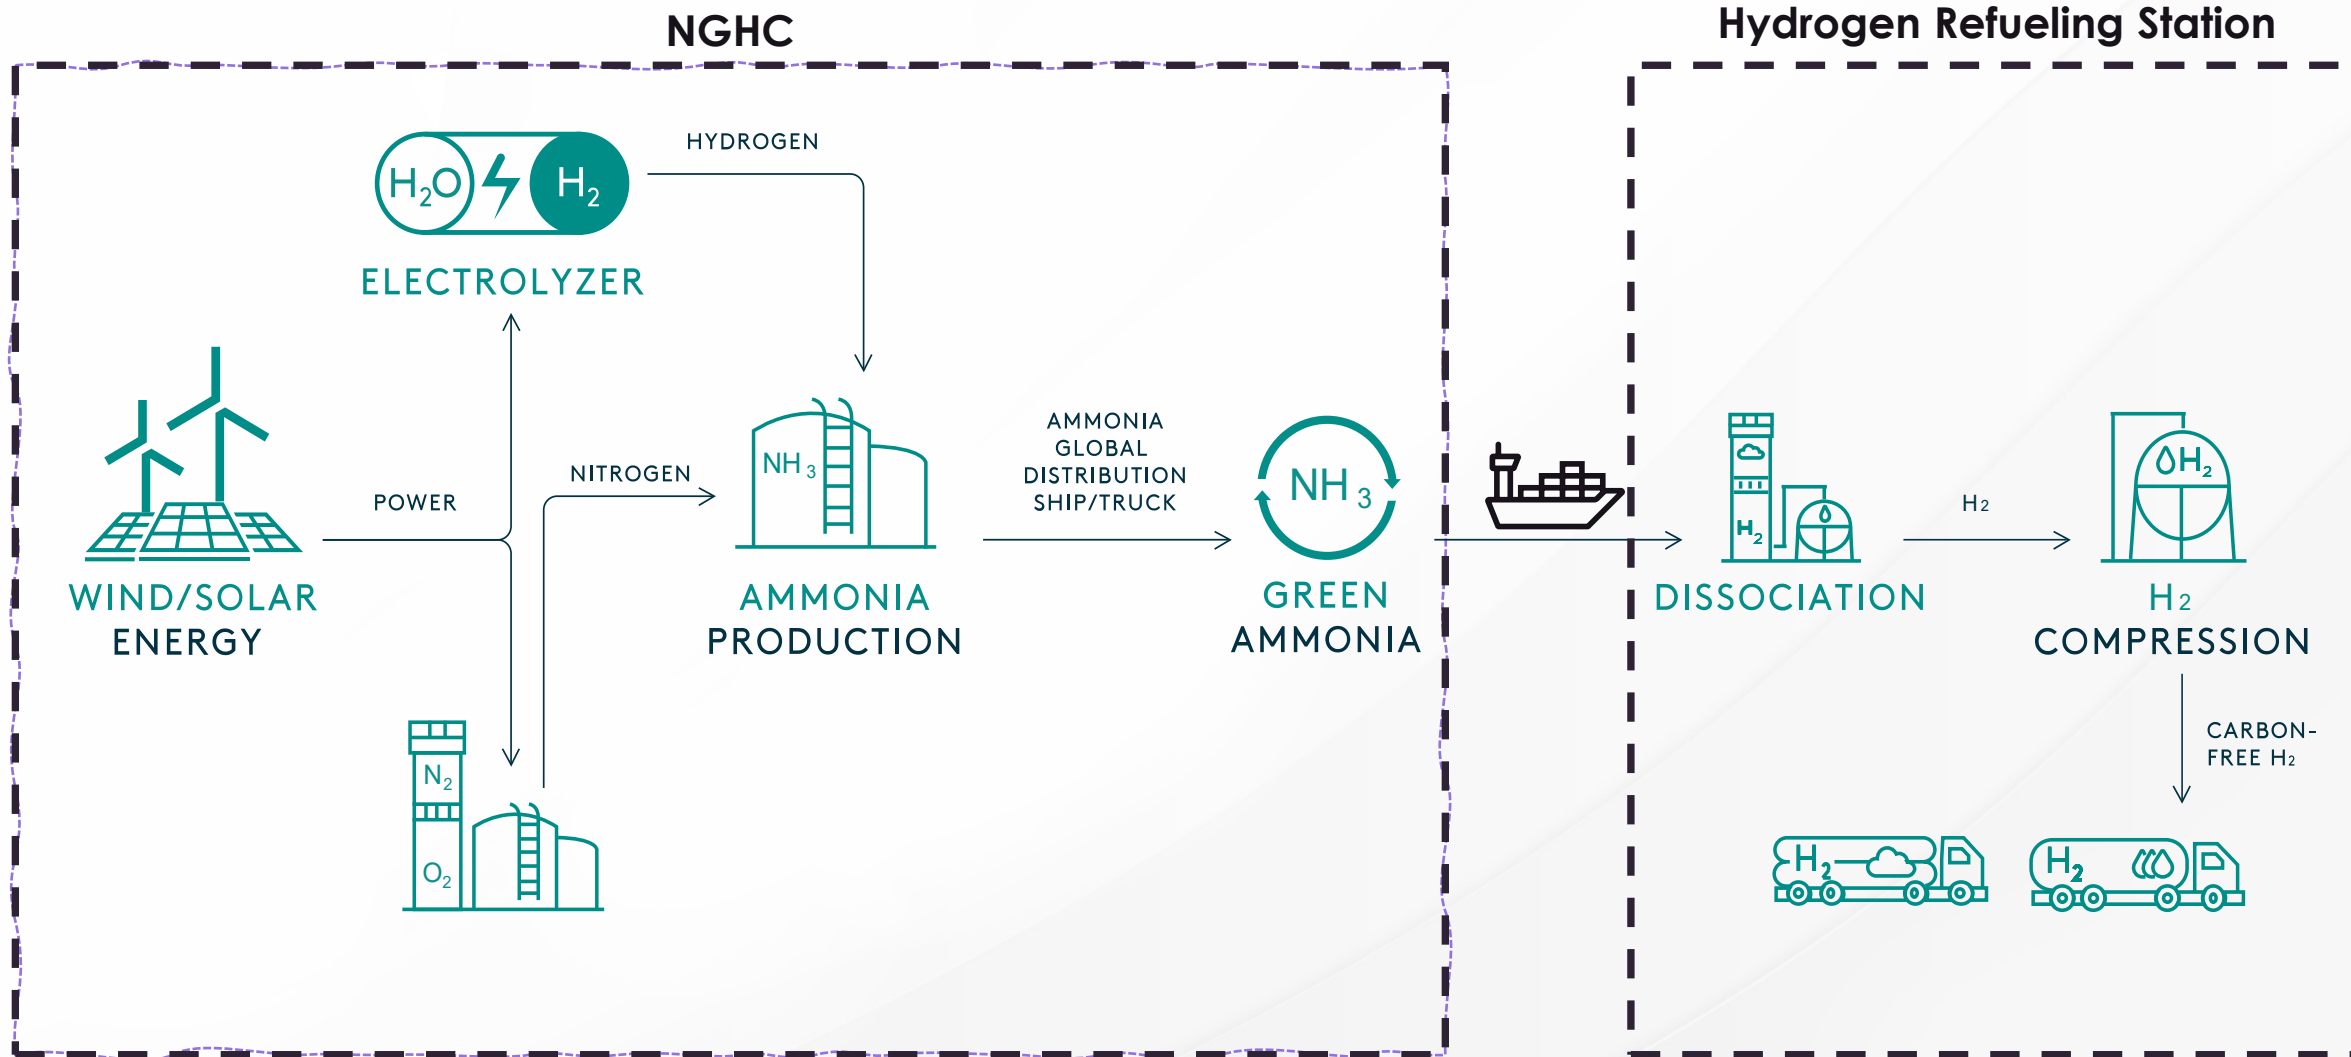 NGHC
Hydrogen Refueling Station
H₂O
H₂
HYDROGEN
ELECTROLYZER
POWER
WIND/SOLAR
ENERGY
NITROGEN
N₂
O₂
NH₃
AMMONIA
PRODUCTION
AMMONIA
GLOBAL
DISTRIBUTION
SHIP/TRUCK
NH₃
GREEN
AMMONIA
H₂
DISSOCIATION
H₂
H₂
H₂
COMPRESSION
CARBON-
FREE H₂
H₂
H₂